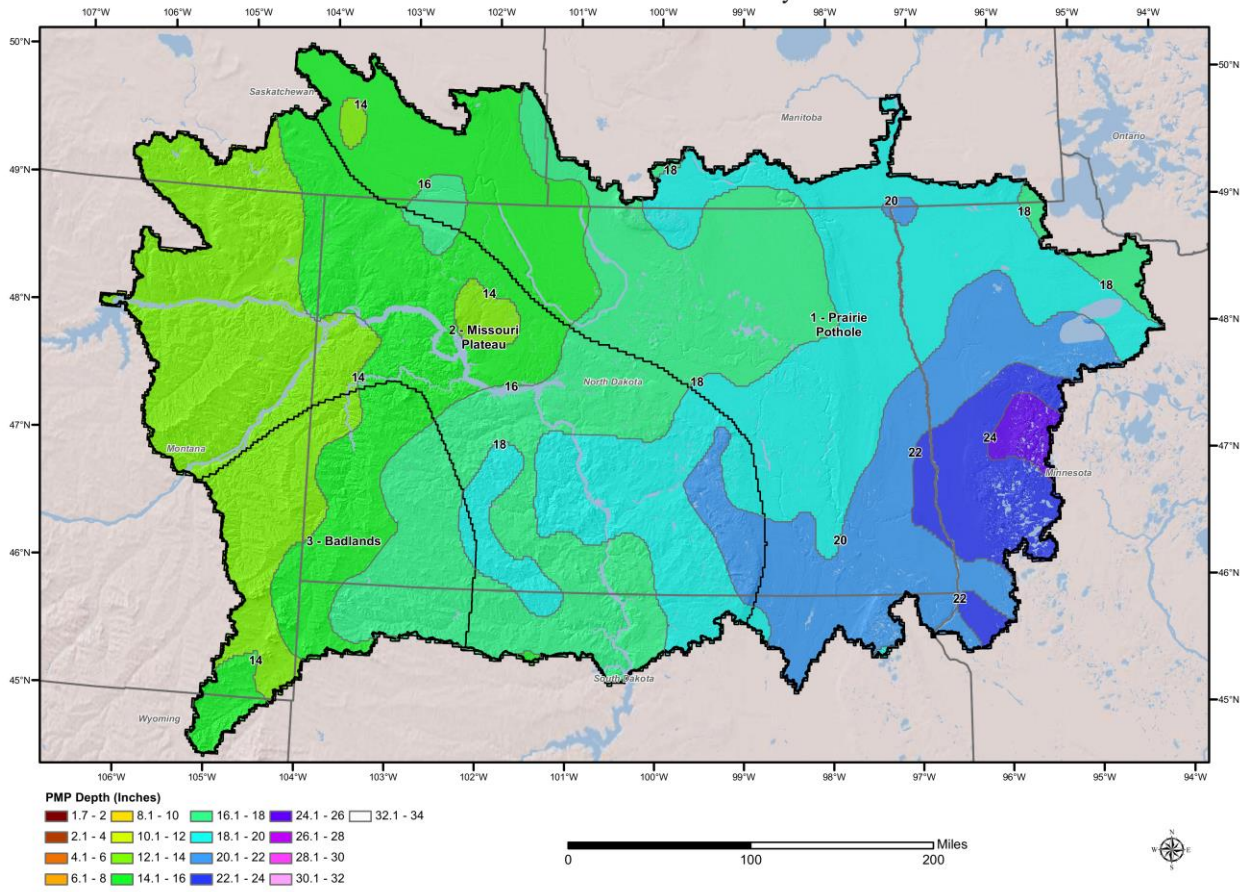 106°W 105°W 104°W 103°W 102°W 101°W 100°W 99°W 98°W 97°W 96°W 95°W 94°W
50°N 50°N
Saskatchewan
14
Manitoba
Ontario
49°N 49°N
16
18
20
18
18
48°N 48°N
14
2 - Missouri
Plateau
1 - Prairie
Pothole
14
16
North Dakota
18
47°N 47°N
Montana
18
22
24
Minnesota
46°N 46°N
3 - Badlands
20
22
14
45°N 45°N
South Dakota
Wyoming
106°W 105°W 104°W 103°W 102°W 101°W 100°W 99°W 98°W 97°W 96°W 95°W 94°W
PMP Depth (Inches)
1.7 - 2 8.1 - 10 16.1 - 18 24.1 - 26 32.1 - 34
2.1 - 4 10.1 - 12 18.1 - 20 26.1 - 28
4.1 - 6 12.1 - 14 20.1 - 22 28.1 - 30
6.1 - 8 14.1 - 16 22.1 - 24 30.1 - 32
0 100 200 Miles
N
W E
S